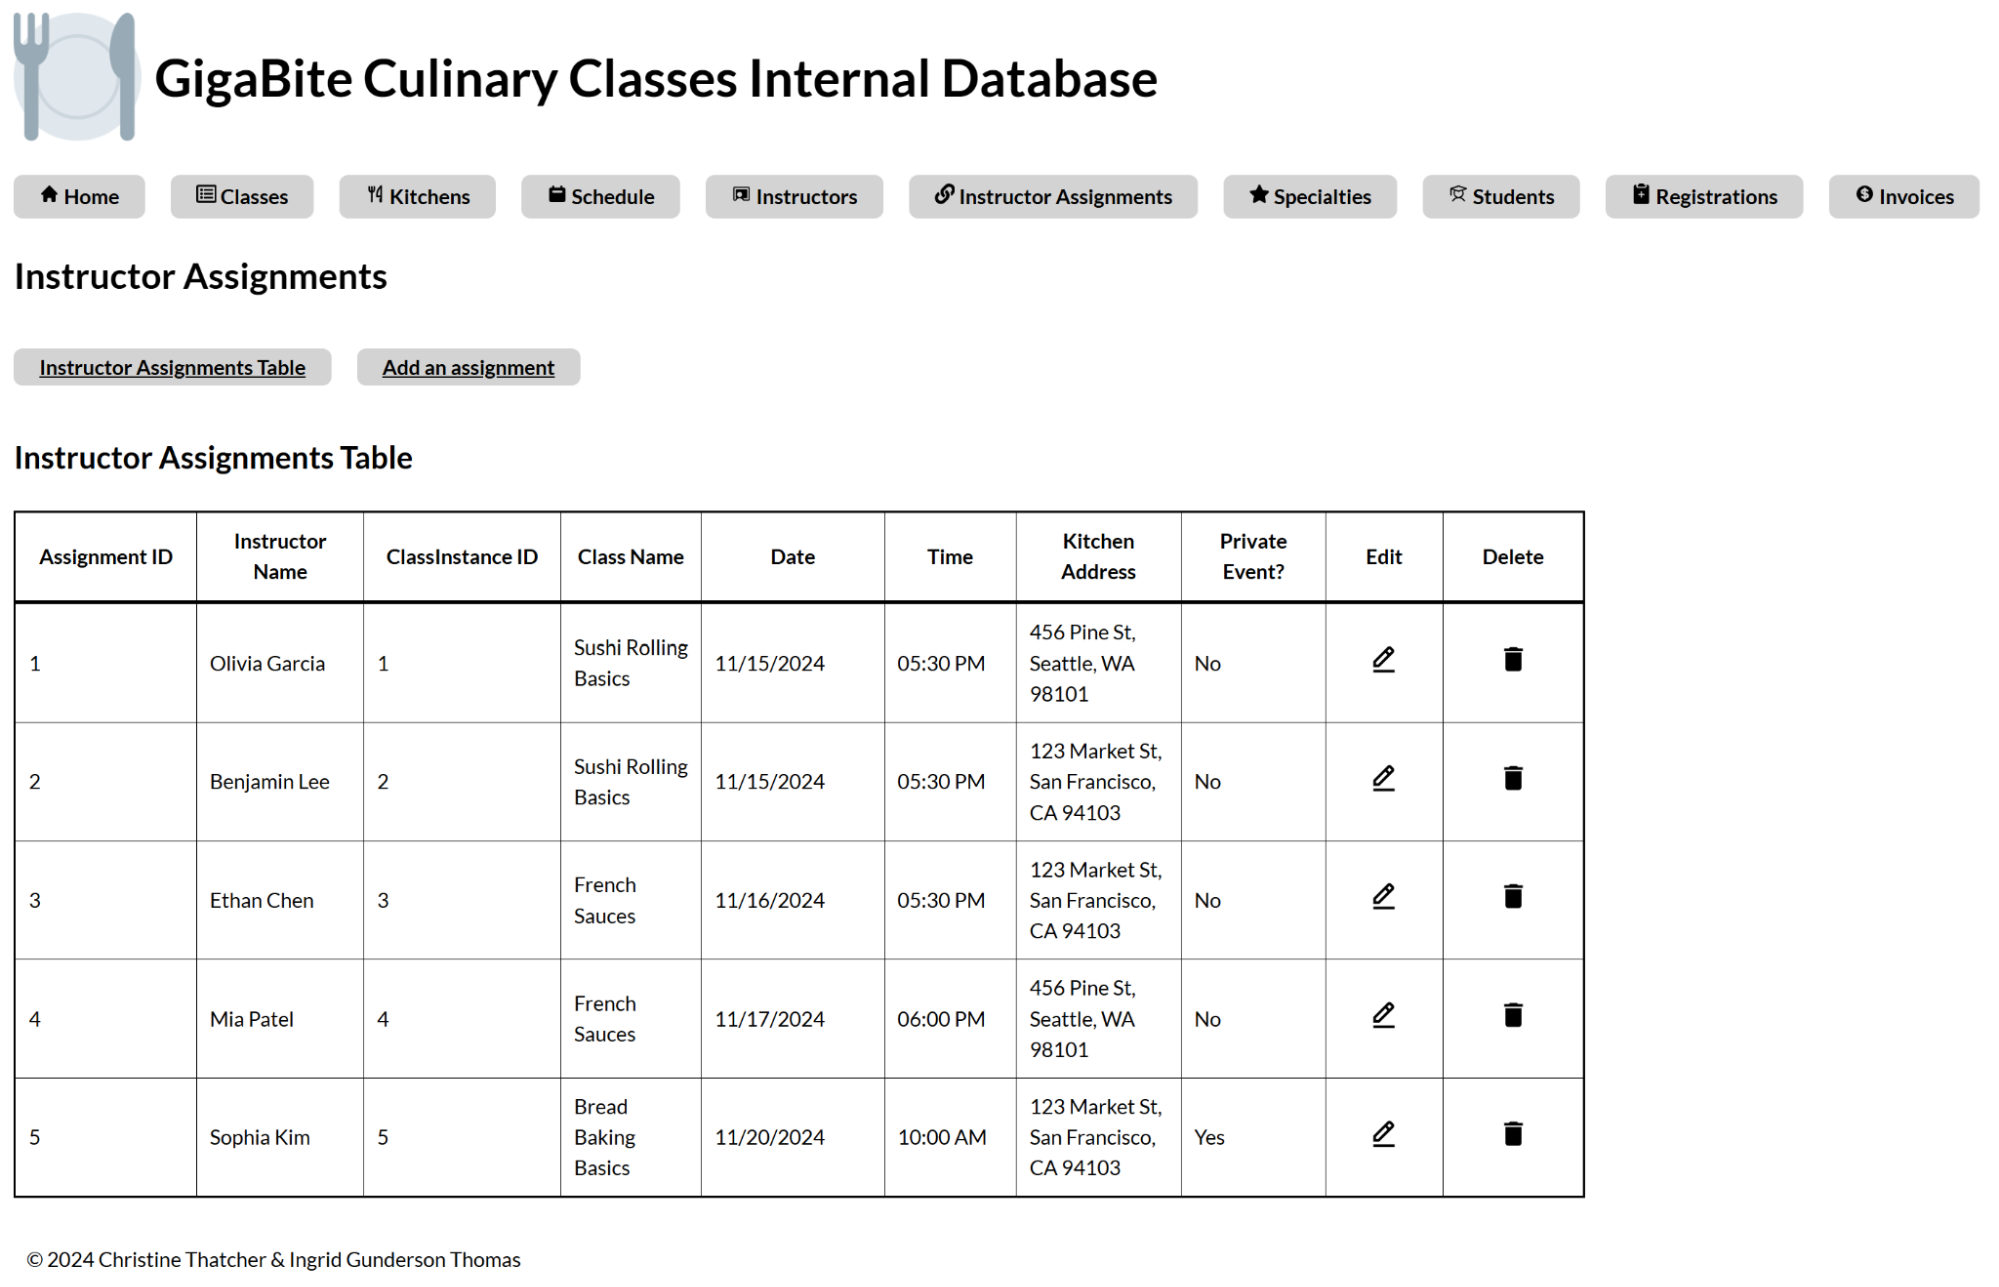 GigaBite Culinary Classes Internal Database
Home Classes Kitchens Schedule Instructors Instructor Assignments Specialties Students Registrations Invoices
Instructor Assignments
Instructor Assignments Table Add an assignment
Instructor Assignments Table
Assignment ID Instructor Name ClassInstance ID Class Name Date Time Kitchen Address Private Event? Edit Delete
1 Olivia Garcia 1 Sushi Rolling Basics 11/15/2024 05:30 PM 456 Pine St, Seattle, WA 98101 No
2 Benjamin Lee 2 Sushi Rolling Basics 11/15/2024 05:30 PM 123 Market St, San Francisco, CA 94103 No
3 Ethan Chen 3 French Sauces 11/16/2024 05:30 PM 123 Market St, San Francisco, CA 94103 No
4 Mia Patel 4 French Sauces 11/17/2024 06:00 PM 456 Pine St, Seattle, WA 98101 No
5 Sophia Kim 5 Bread Baking Basics 11/20/2024 10:00 AM 123 Market St, San Francisco, CA 94103 Yes
© 2024 Christine Thatcher & Ingrid Gunderson Thomas